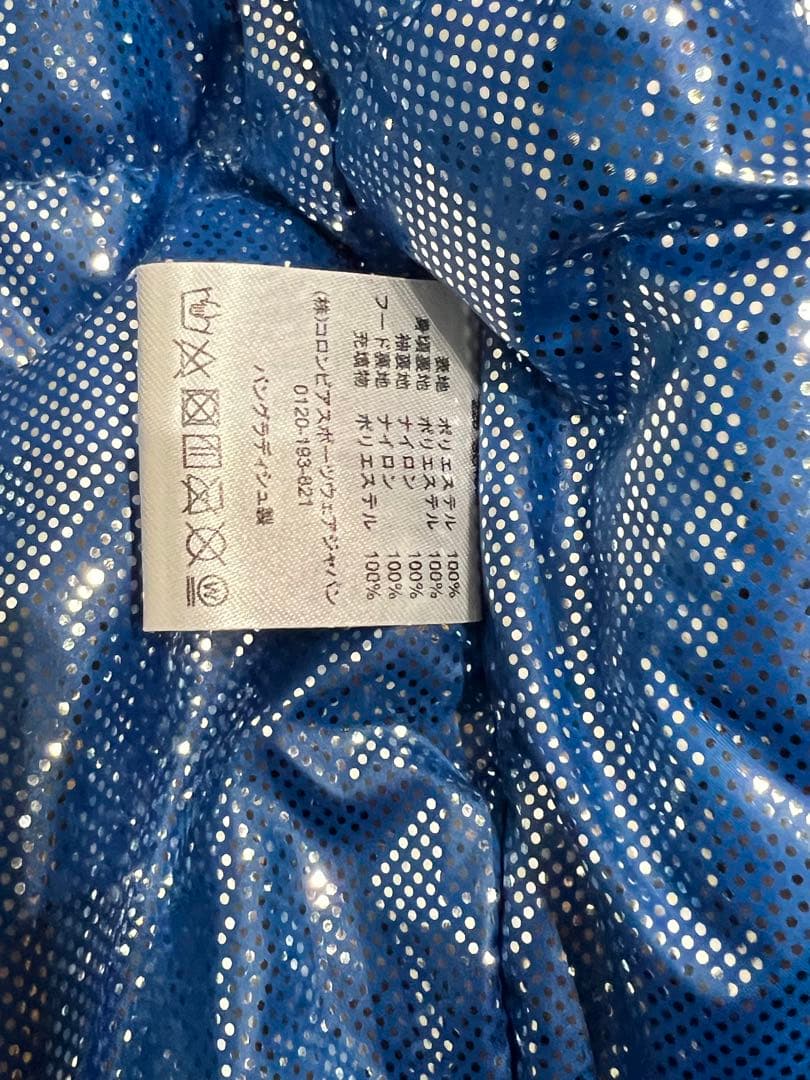 表地 ポリエステル 100%
身頃裏地 ポリエステル 100%
袖裏地 ナイロン 100%
フード裏地 ナイロン 100%
充填物 ポリエステル 100%
(株)コロンビアスポーツウェアジャパン
0120-193-821
バングラディシュ製
W